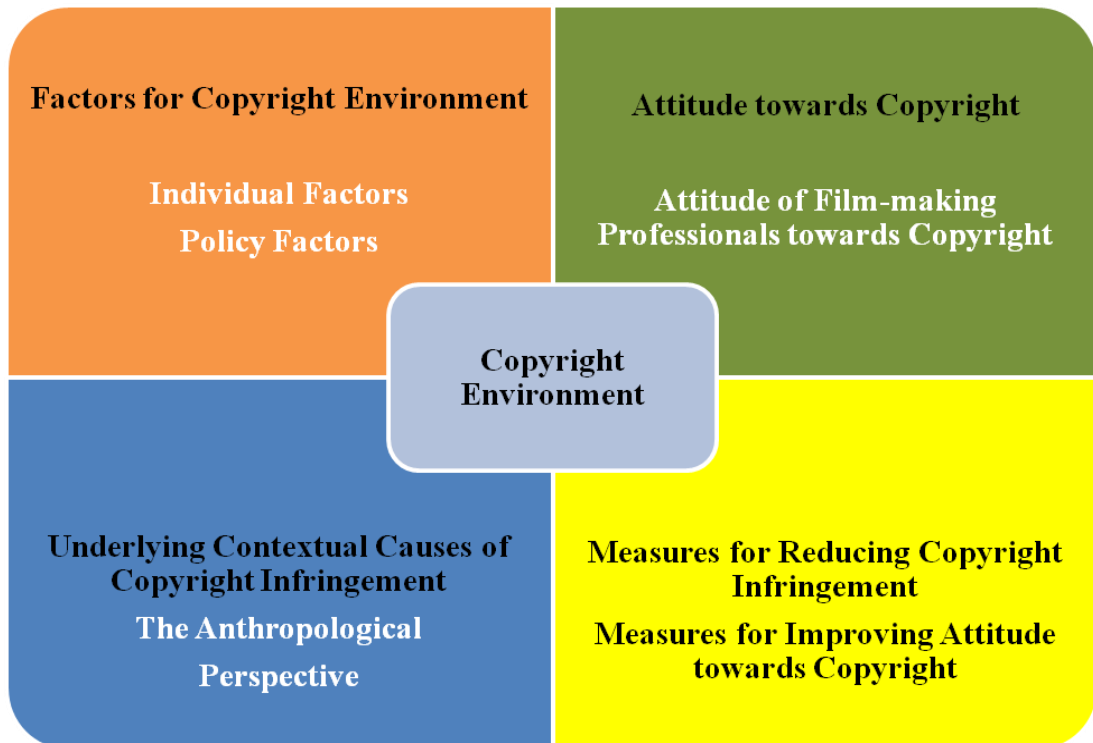 Factors for Copyright Environment
Individual Factors
Policy Factors
Attitude towards Copyright
Attitude of Film-making
Professionals towards Copyright
Copyright
Environment
Underlying Contextual Causes of
Copyright Infringement
The Anthropological
Perspective
Measures for Reducing Copyright
Infringement
Measures for Improving Attitude
towards Copyright